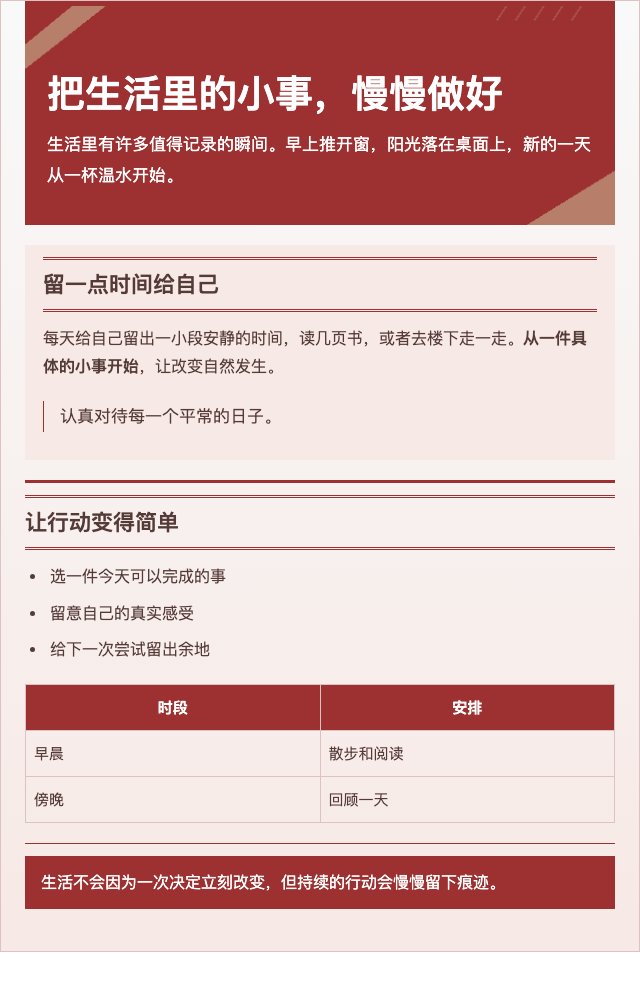 把生活里的小事，慢慢做好
生活里有许多值得记录的瞬间。早上推开窗，阳光落在桌面上，新的一天
从一杯温水开始。
留一点时间给自己
每天给自己留出一小段安静的时间，读几页书，或者去楼下走一走。从一件具
体的小事开始，让改变自然发生。
认真对待每一个平常的日子。
让行动变得简单
• 选一件今天可以完成的事
• 留意自己的真实感受
• 给下一次尝试留出余地
时段 安排
早晨 散步和阅读
傍晚 回顾一天
生活不会因为一次决定立刻改变，但持续的行动会慢慢留下痕迹。